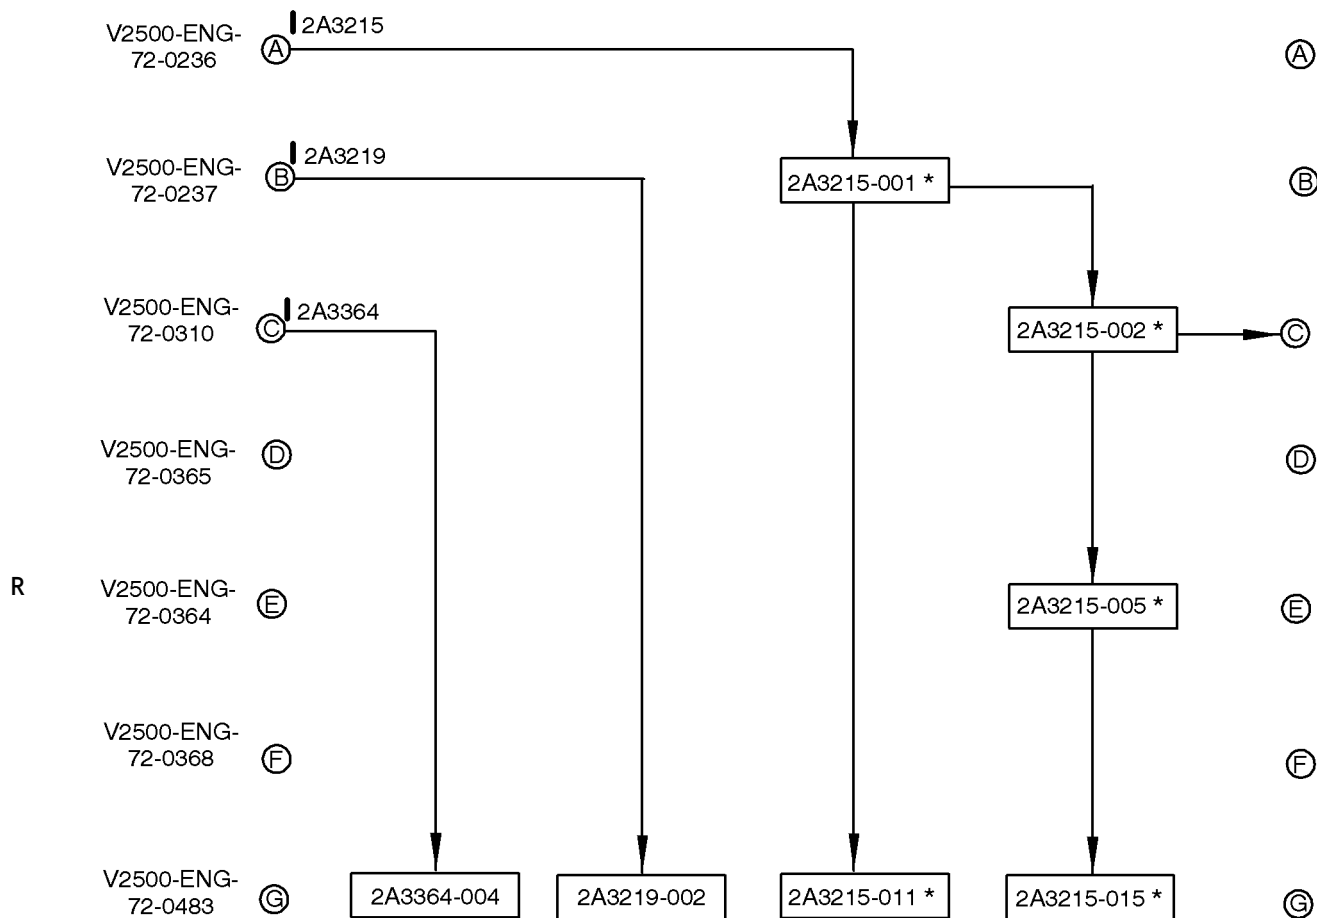 V2500-ENG-
72-0236
A
2A3215
A
V2500-ENG-
72-0237
B
2A3219
2A3215-001 *
B
V2500-ENG-
72-0310
C
2A3364
2A3215-002 *
C
V2500-ENG-
72-0365
D
D
R
V2500-ENG-
72-0364
E
2A3215-005 *
E
V2500-ENG-
72-0368
F
F
V2500-ENG-
72-0483
G
2A3364-004
2A3219-002
2A3215-011 *
2A3215-015 *
G